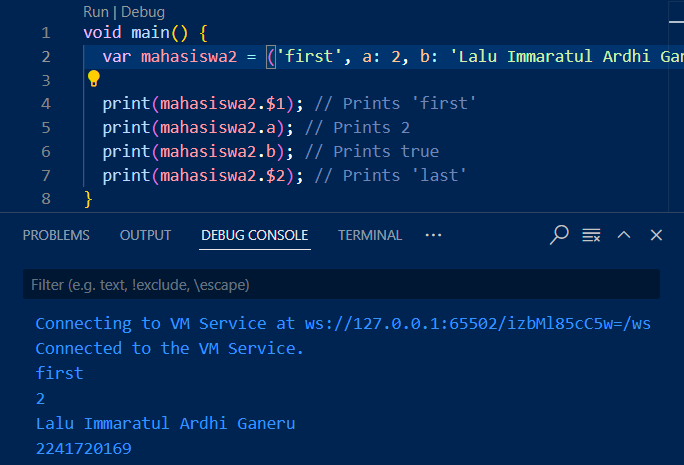 Run | Debug
1 void main() {
2 var mahasiswa2 = ('first', a: 2, b: 'Lalu Immaratul Ardhi Gan
3
4 print(mahasiswa2.$1); // Prints 'first'
5 print(mahasiswa2.a); // Prints 2
6 print(mahasiswa2.b); // Prints true
7 print(mahasiswa2.$2); // Prints 'last'
8 }
PROBLEMS OUTPUT DEBUG CONSOLE TERMINAL ···
Filter (e.g. text, !exclude, \escape)
Connecting to VM Service at ws://127.0.0.1:65502/izbMl85cC5w=/ws
Connected to the VM Service.
first
2
Lalu Immaratul Ardhi Ganeru
2241720169